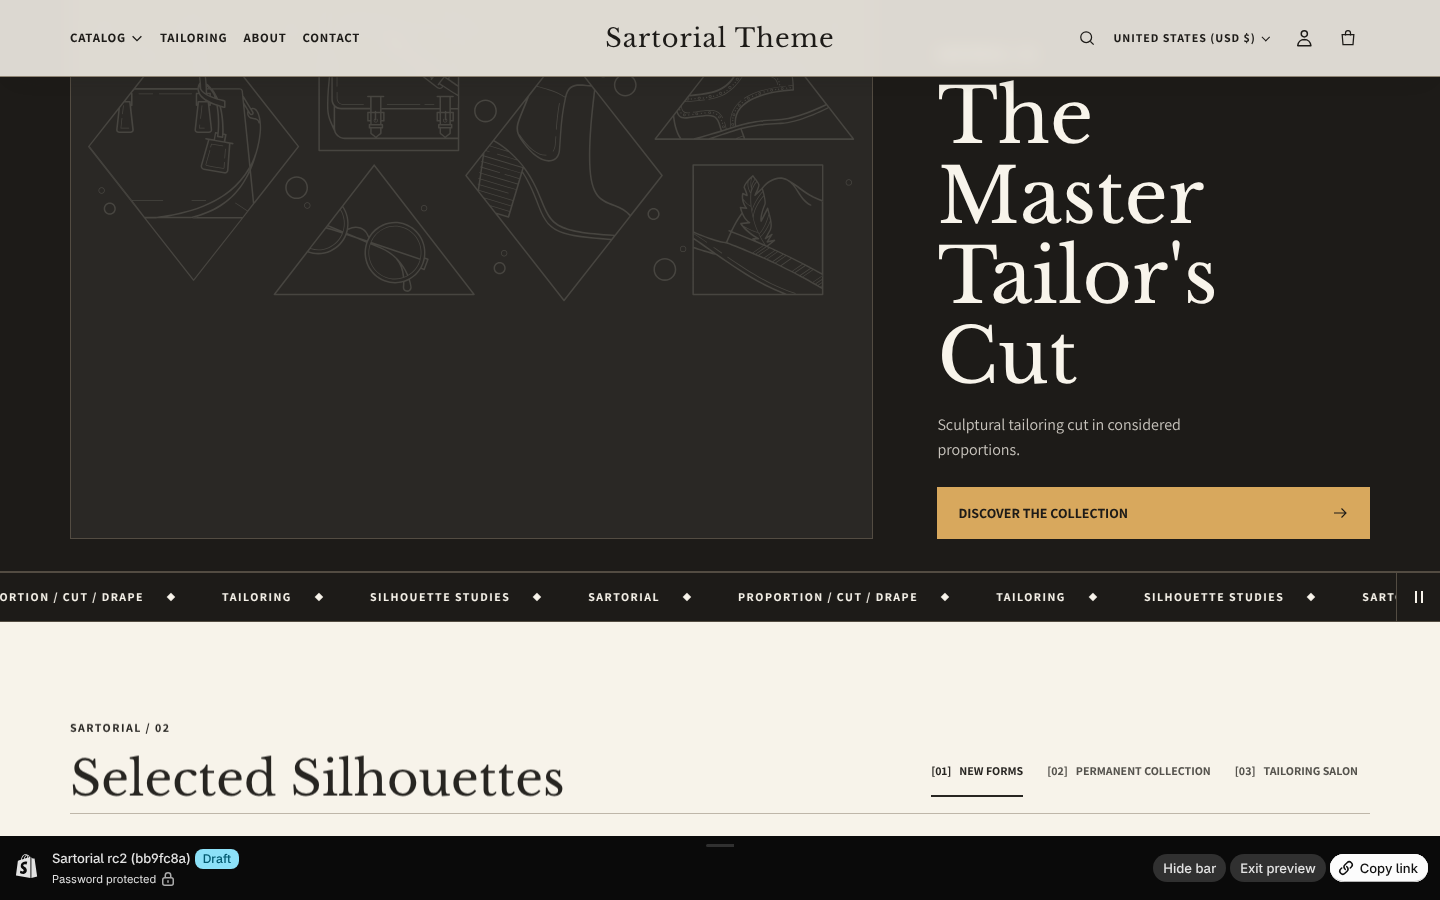 CATALOG TAILORING ABOUT CONTACT
Sartorial Theme
UNITED STATES (USD $)
The
Master
Tailor's
Cut
Sculptural tailoring cut in considered
proportions.
DISCOVER THE COLLECTION
ORTION / CUT / DRAPE ◆ TAILORING ◆ SILHOUETTE STUDIES ◆ SARTORIAL ◆ PROPORTION / CUT / DRAPE ◆ TAILORING ◆ SILHOUETTE STUDIES ◆ SART
SARTORIAL / 02
Selected Silhouettes
[01] NEW FORMS [02] PERMANENT COLLECTION [03] TAILORING SALON
Sartorial rc2 (bb9fc8a) Draft
Password protected
Hide bar Exit preview Copy link